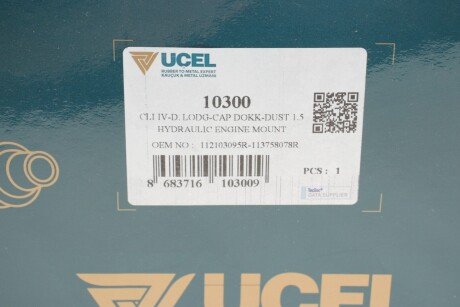 UCEL
RUBBER TO METAL EXPERT
KAUÇUK & METAL UZMANI
10300
CLI IV-D. LODG-CAP DOKK-DUST 1.5
HYDRAULIC ENGINE MOUNT
OEM NO : 112103095R-113758078R
8 683716 103009
PCS : 1
TecDoc
DATA SUPPLIER
UCEL